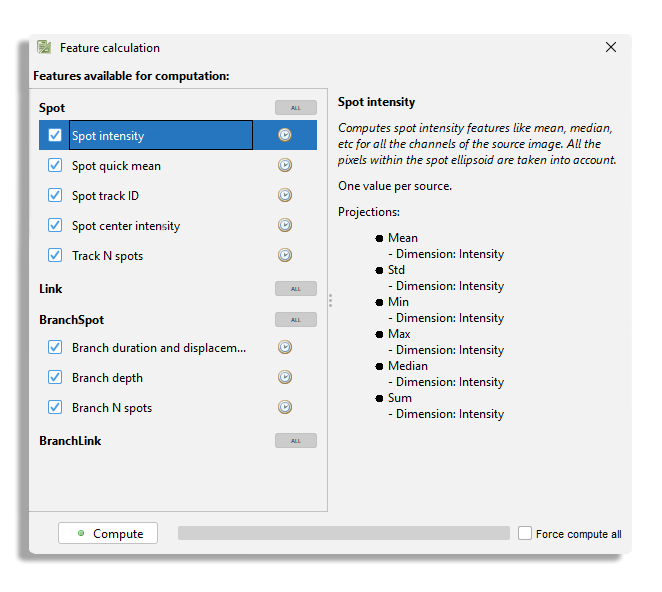 Feature calculation
Features available for computation:
Spot ALL
Spot intensity
Spot quick mean
Spot track ID
Spot center intensity
Track N spots
Link ALL
BranchSpot ALL
Branch duration and displacem...
Branch depth
Branch N spots
BranchLink ALL
Spot intensity
Computes spot intensity features like mean, median,
etc for all the channels of the source image. All the
pixels within the spot ellipsoid are taken into account.
One value per source.
Projections:
● Mean
- Dimension: Intensity
● Std
- Dimension: Intensity
● Min
- Dimension: Intensity
● Max
- Dimension: Intensity
● Median
- Dimension: Intensity
● Sum
- Dimension: Intensity
Compute
Force compute all